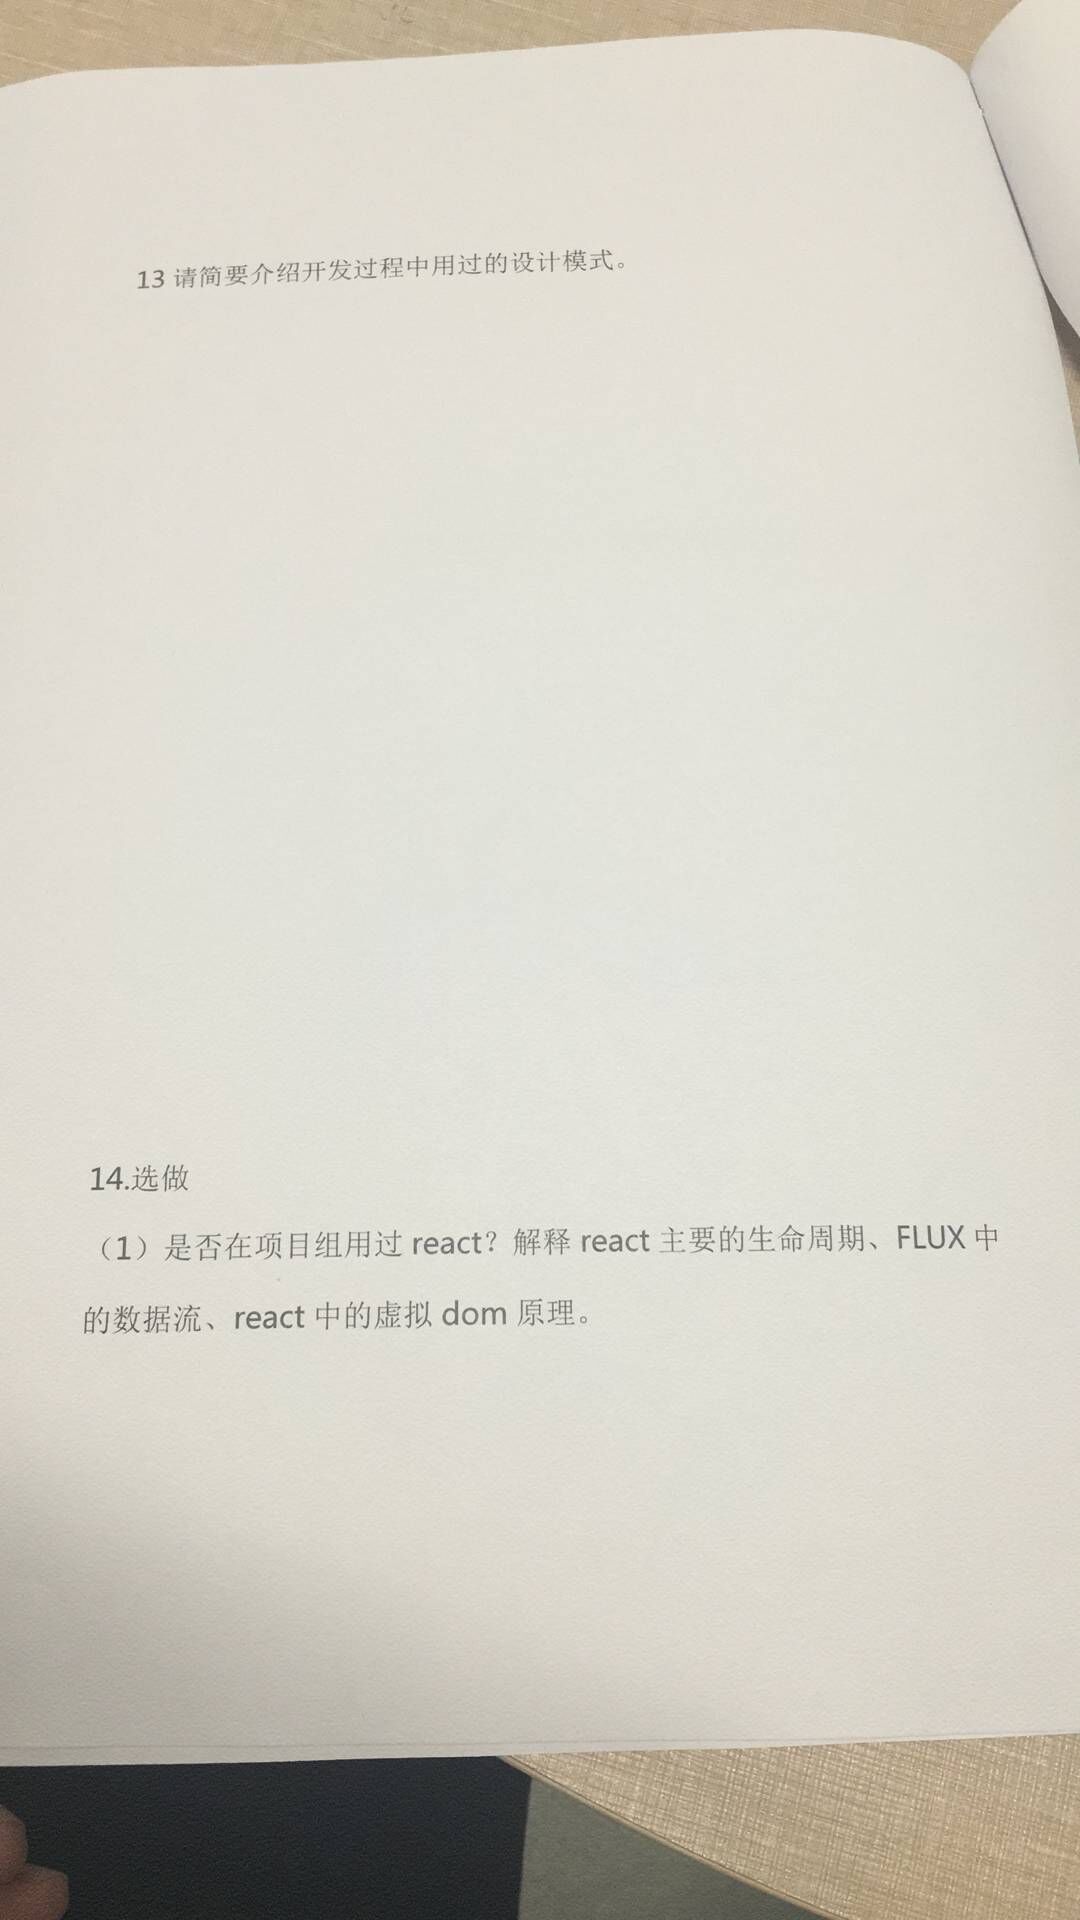 13 请简要介绍开发过程中用过的设计模式。
14.选做
（1）是否在项目组用过 react？解释 react 主要的生命周期、FLUX 中
的数据流、react 中的虚拟 dom 原理。